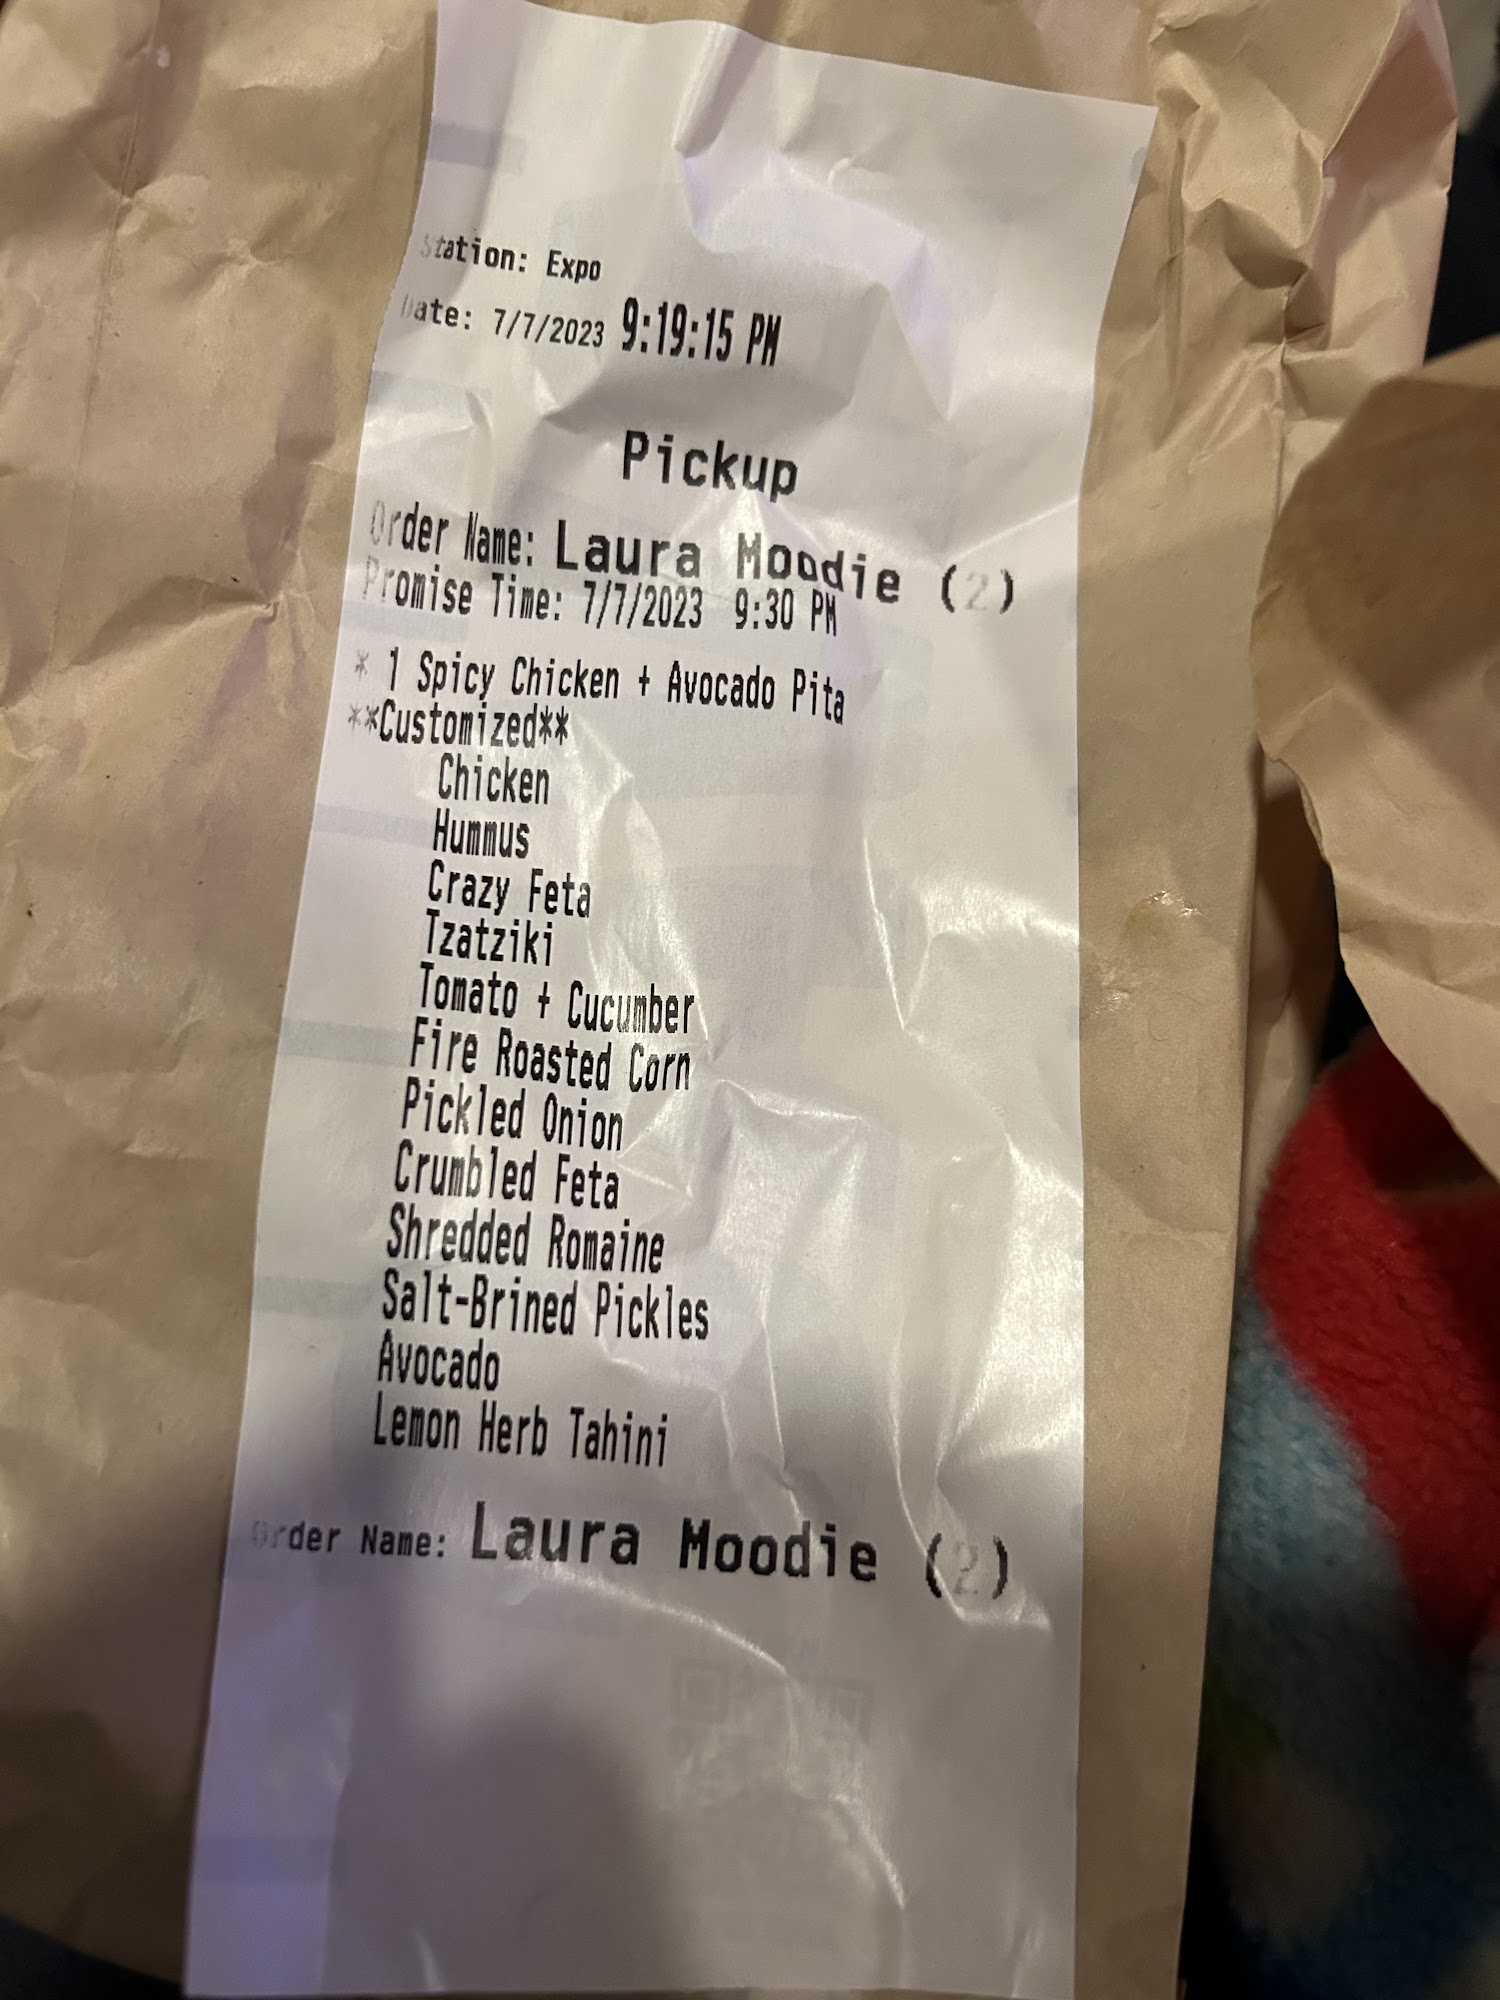 Station: Expo
Date: 7/7/2023 9:19:15 PM
Pickup
Order Name: Laura Moodie (2)
Promise Time: 7/7/2023 9:30 PM
* 1 Spicy Chicken + Avocado Pita
**Customized**
Chicken
Hummus
Crazy Feta
Tzatziki
Tomato + Cucumber
Fire Roasted Corn
Pickled Onion
Crumbled Feta
Shredded Romaine
Salt-Brined Pickles
Avocado
Lemon Herb Tahini
Order Name: Laura Moodie (2)